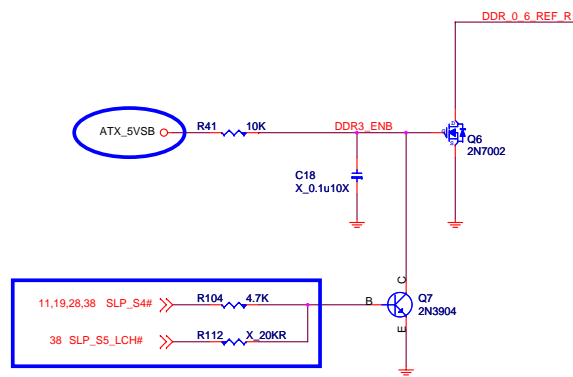 DDR_0_6_REF_R
ATX_5VSB
R41 10K
DDR3_ENB
Q6
2N7002
C18
X_0.1u10X
11,19,28,38 SLP_S4#
R104 4.7K
B
C
E
Q7
2N3904
38 SLP_S5_LCH#
R112 X_20KR